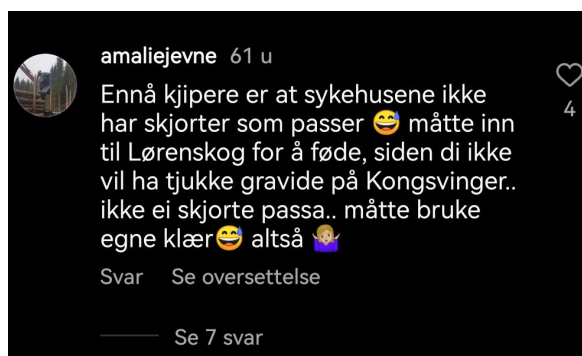 amaliejevne 61 u
Ennå kjipere er at sykehusene ikke
har skjorter som passer 😅 måtte inn
til Lørenskog for å føde, siden di ikke
vil ha tjukke gravide på Kongsvinger..
ikke ei skjorte passa.. måtte bruke
egne klær😅 altså 🤷🏼‍♀️
4
Svar Se oversettelse
Se 7 svar